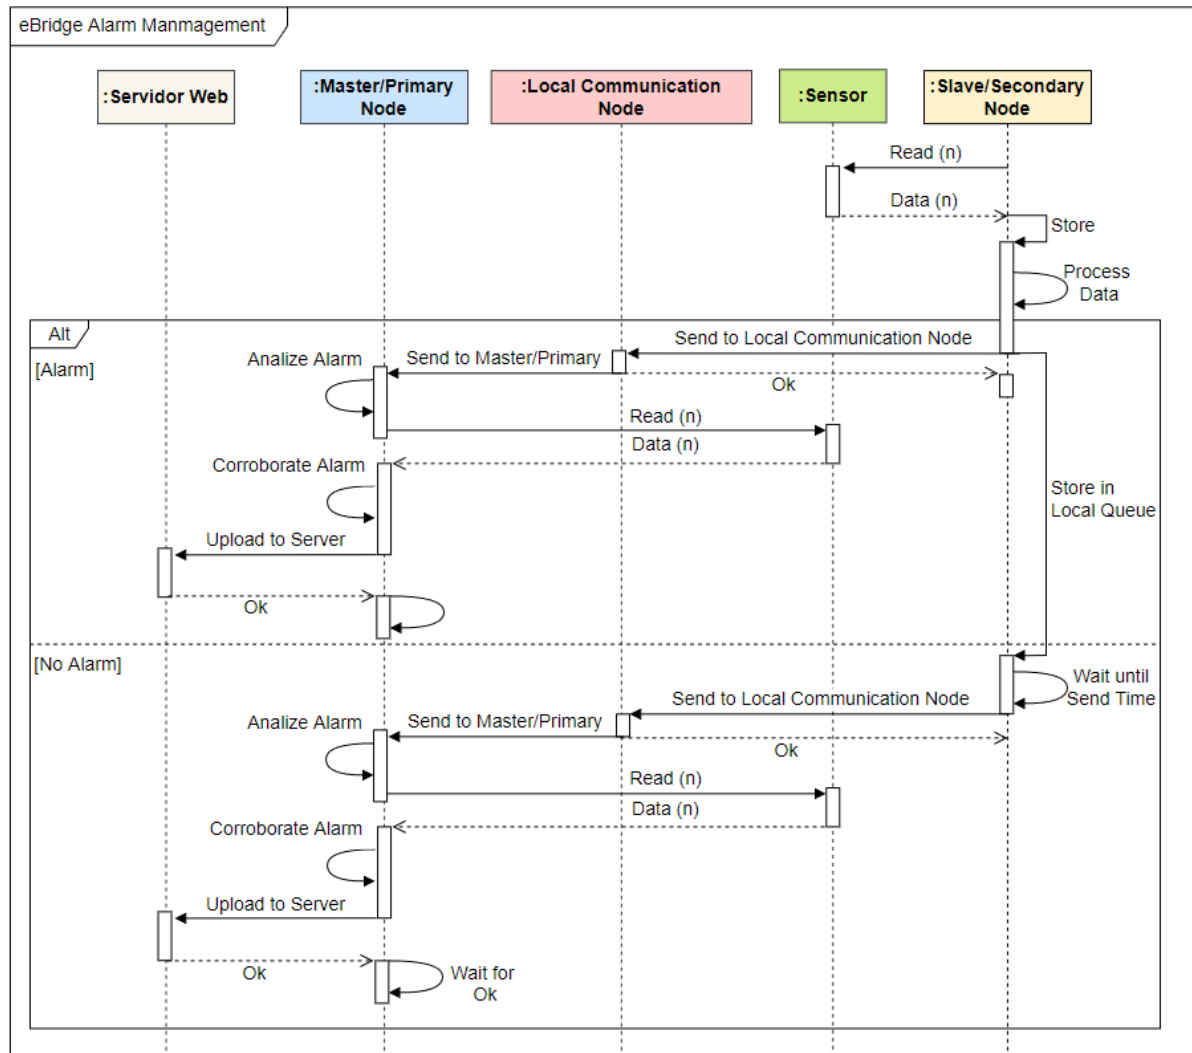 eBridge Alarm Manmagement
:Servidor Web
:Master/Primary
Node
:Local Communication
Node
:Sensor
:Slave/Secondary
Node
Read (n)
Data (n)
Store
Process
Data
Alt
[Alarm]
Send to Local Communication Node
Analize Alarm
Send to Master/Primary
Ok
Read (n)
Data (n)
Corroborate Alarm
Store in
Local Queue
Upload to Server
Ok
[No Alarm]
Wait until
Send Time
Send to Local Communication Node
Analize Alarm
Send to Master/Primary
Ok
Read (n)
Data (n)
Corroborate Alarm
Upload to Server
Ok
Wait for
Ok